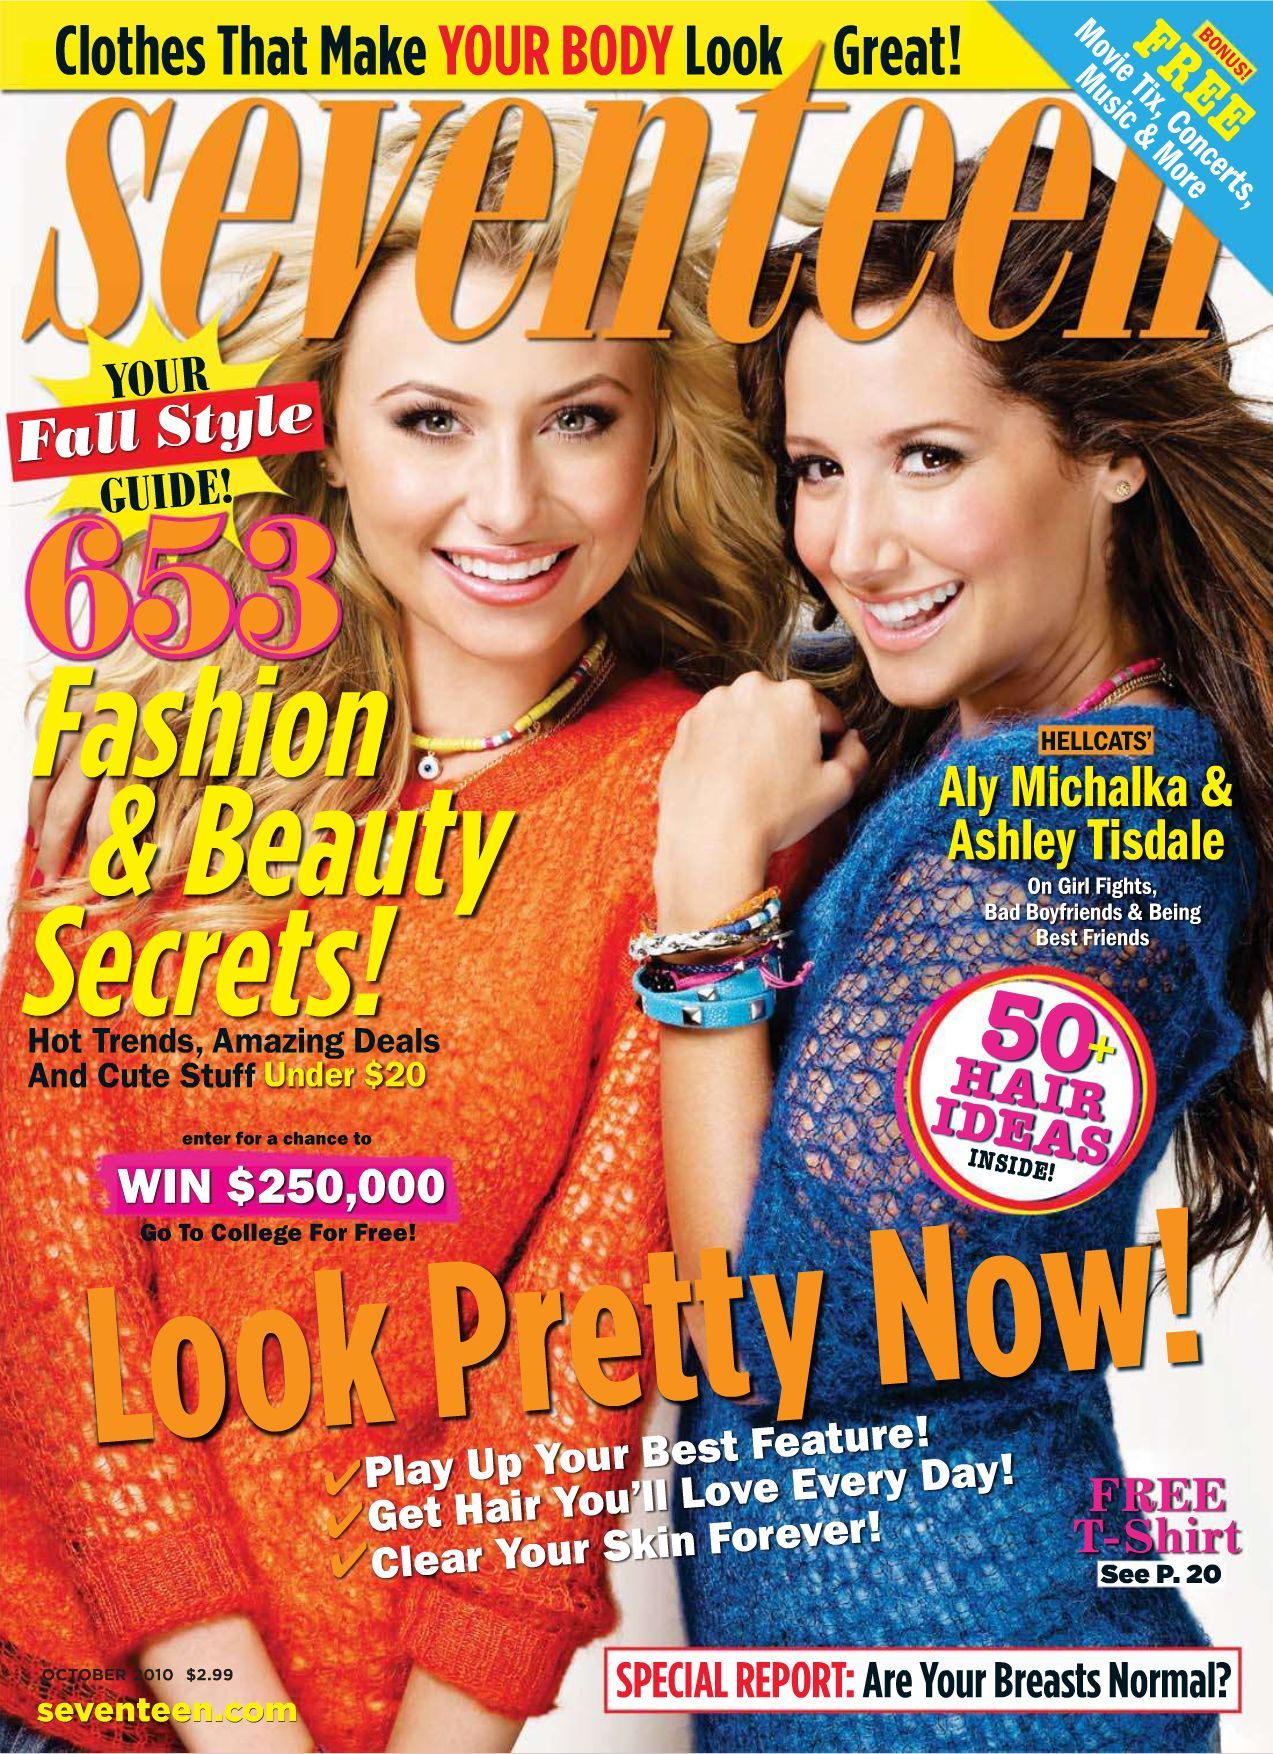 Clothes That Make YOUR BODY Look Great!
BONUS!
FREE
Movie Tix, Concerts,
Music & More
seventeen
YOUR
Fall Style
GUIDE!
653
Fashion
& Beauty
Secrets!
Hot Trends, Amazing Deals
And Cute Stuff Under $20
enter for a chance to
WIN $250,000
Go To College For Free!
HELLCATS'
Aly Michalka &
Ashley Tisdale
On Girl Fights,
Bad Boyfriends & Being
Best Friends
50+
HAIR
IDEAS
INSIDE!
Look Pretty Now!
✓Play Up Your Best Feature!
✓Get Hair You'll Love Every Day!
✓Clear Your Skin Forever!
FREE
T-Shirt
See P. 20
OCTOBER 2010 $2.99
seventeen.com
SPECIAL REPORT: Are Your Breasts Normal?